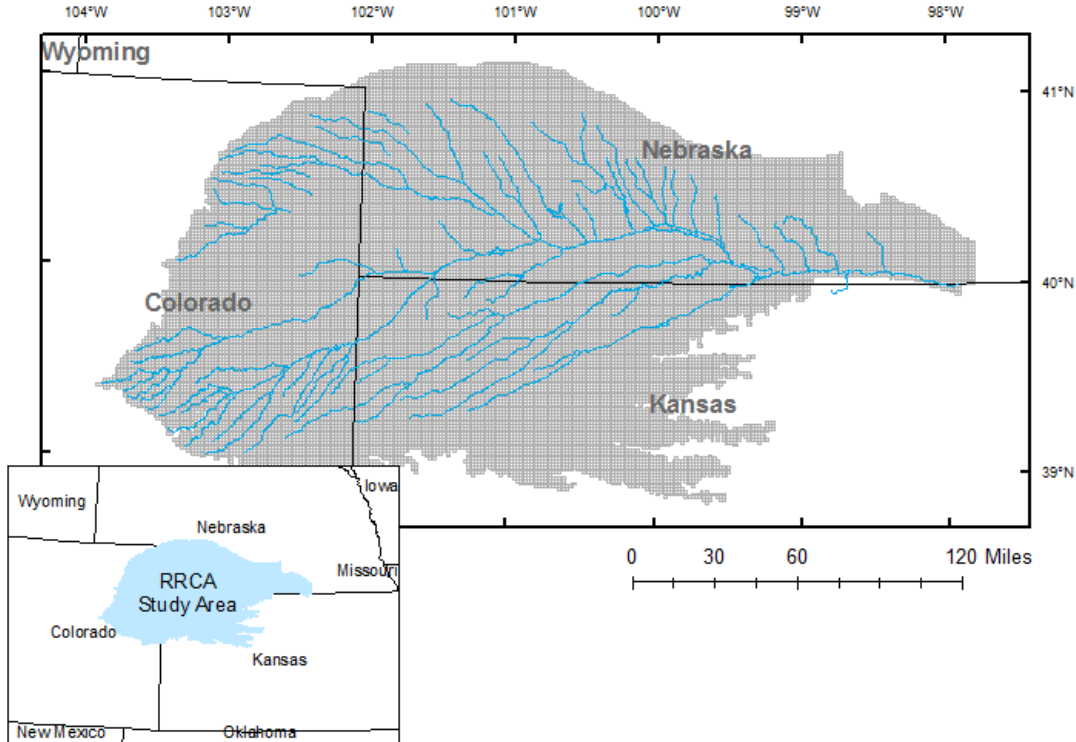 104°W 103°W 102°W 101°W 100°W 99°W 98°W
Wyoming
41°N
Nebraska
40°N
Colorado
Kansas
39°N
Iowa
Wyoming
Nebraska
0 30 60 120 Miles
Missouri
RRCA
Study Area
Colorado
Kansas
New Mexico
Oklahoma